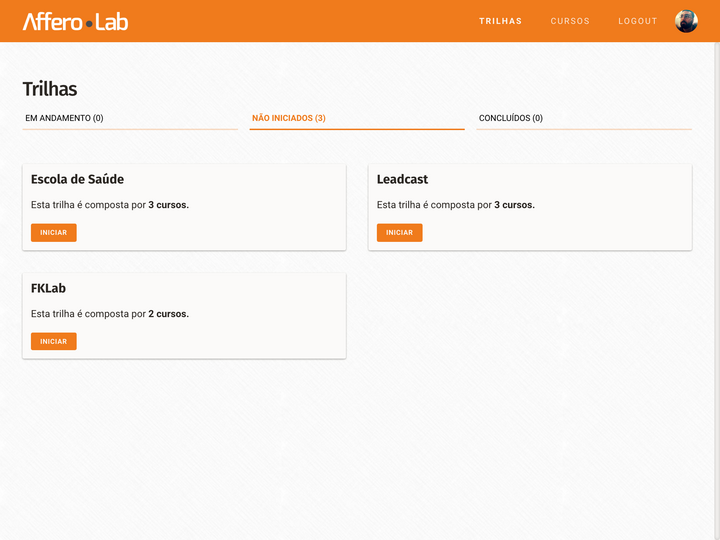 Affero Lab
TRILHAS CURSOS LOGOUT
Trilhas
EM ANDAMENTO (0)
NÃO INICIADOS (3)
CONCLUÍDOS (0)
Escola de Saúde
Esta trilha é composta por 3 cursos.
INICIAR
Leadcast
Esta trilha é composta por 3 cursos.
INICIAR
FKLab
Esta trilha é composta por 2 cursos.
INICIAR